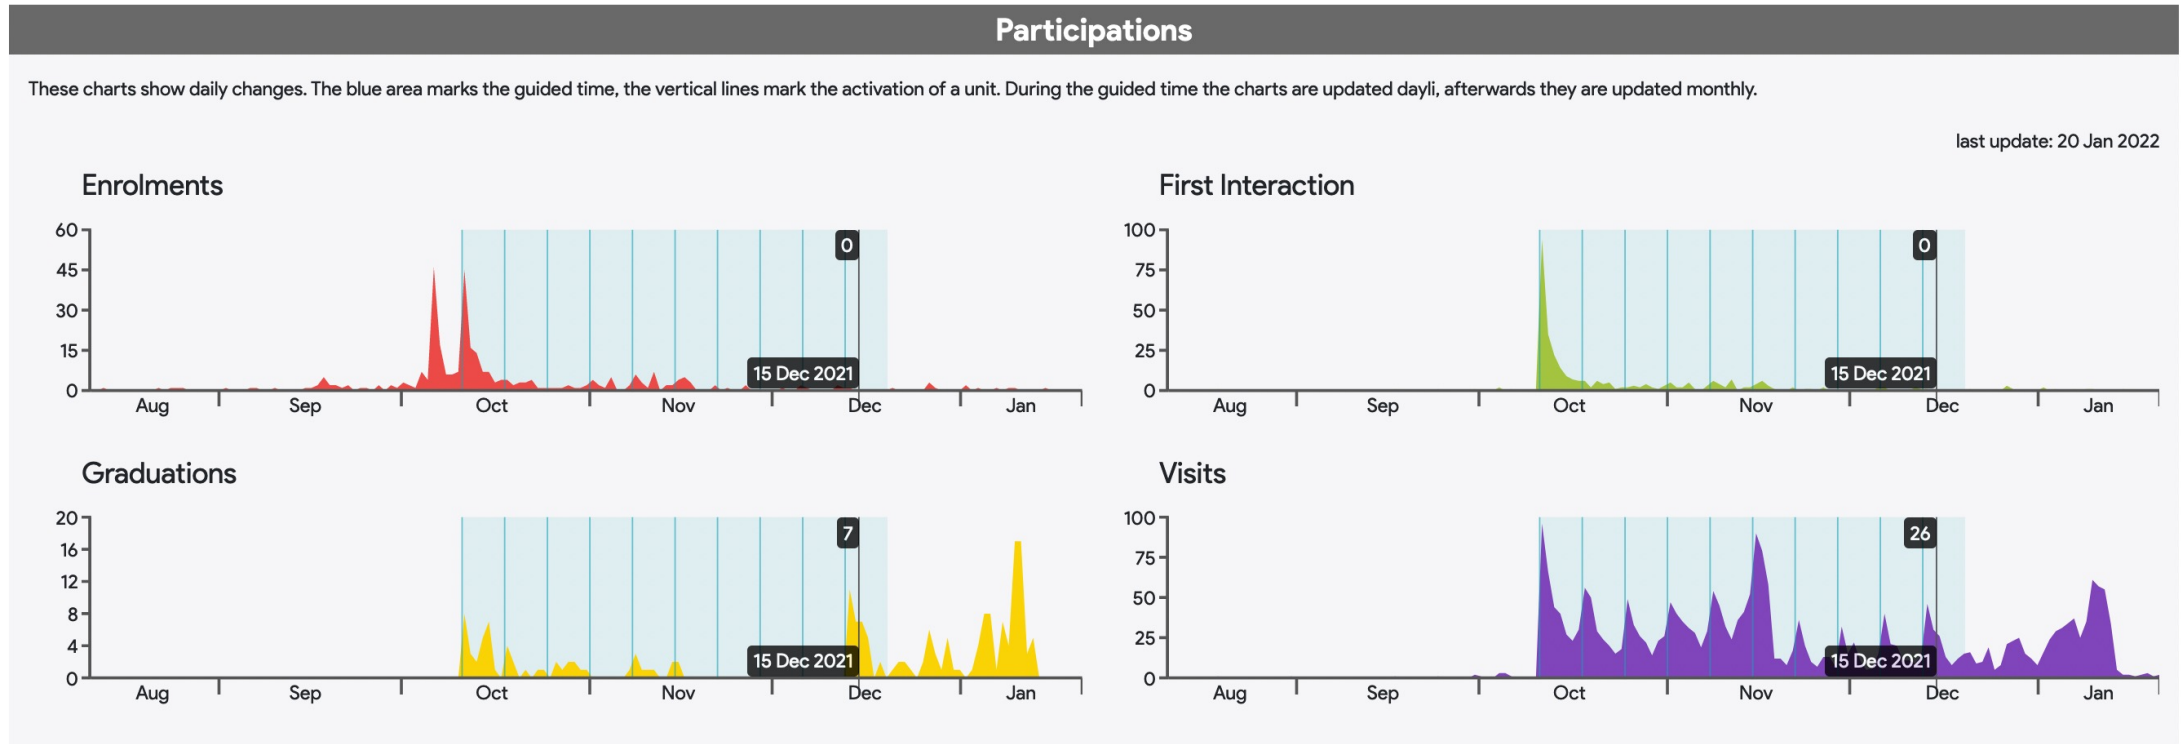 Participations
These charts show daily changes. The blue area marks the guided time, the vertical lines mark the activation of a unit. During the guided time the charts are updated dayli, afterwards they are updated monthly.
last update: 20 Jan 2022
Enrolments
60
45
30
15
0
0
15 Dec 2021
Aug Sep Oct Nov Dec Jan
First Interaction
100
75
50
25
0
0
15 Dec 2021
Aug Sep Oct Nov Dec Jan
Graduations
20
16
12
8
4
0
7
15 Dec 2021
Aug Sep Oct Nov Dec Jan
Visits
100
75
50
25
0
26
15 Dec 2021
Aug Sep Oct Nov Dec Jan